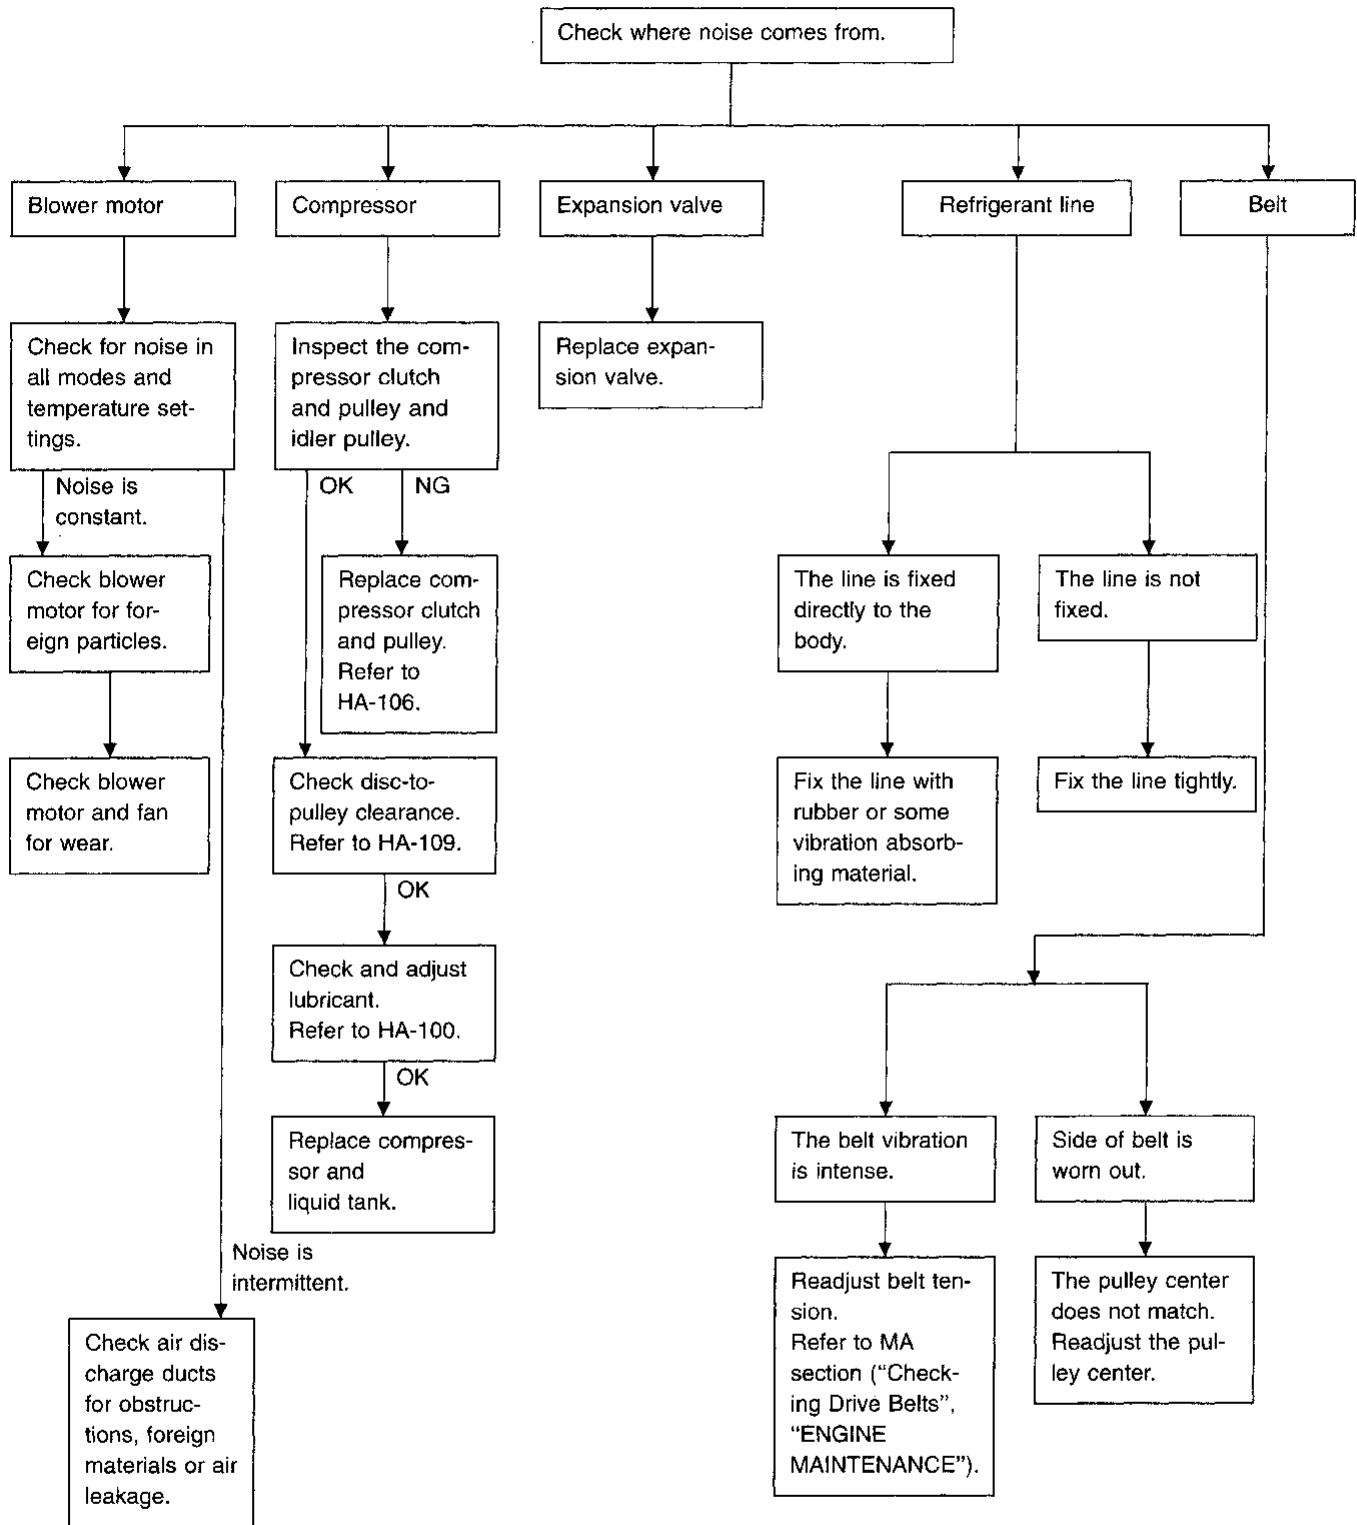 Check where noise comes from.
Blower motor
Compressor
Expansion valve
Refrigerant line
Belt
Check for noise in
all modes and
temperature set-
tings.
Inspect the com-
pressor clutch
and pulley and
idler pulley.
Replace expan-
sion valve.
Noise is
constant.
OK
NG
Check blower
motor for for-
eign particles.
Replace com-
pressor clutch
and pulley.
Refer to
HA-106.
The line is fixed
directly to the
body.
The line is not
fixed.
Check blower
motor and fan
for wear.
Check disc-to-
pulley clearance.
Refer to HA-109.
Fix the line with
rubber or some
vibration absorb-
ing material.
Fix the line tightly.
OK
Check and adjust
lubricant.
Refer to HA-100.
OK
Replace compres-
sor and
liquid tank.
The belt vibration
is intense.
Side of belt is
worn out.
Noise is
intermittent.
Readjust belt ten-
sion.
Refer to MA
section (“Check-
ing Drive Belts”,
“ENGINE
MAINTENANCE”).
The pulley center
does not match.
Readjust the pul-
ley center.
Check air dis-
charge ducts
for obstruc-
tions, foreign
materials or air
leakage.